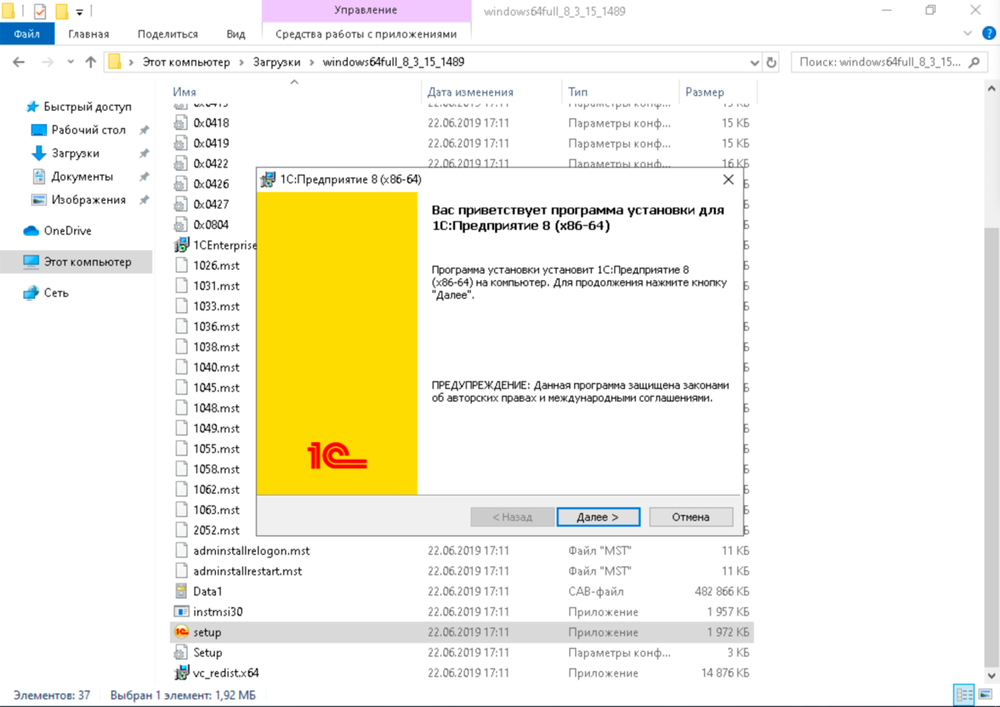 Управление
windows64full_8_3_15_1489
Файл Главная Поделиться Вид Средства работы с приложениями
Этот компьютер > Загрузки > windows64full_8_3_15_1489
Поиск: windows64full_8_3_15...
Имя Дата изменения Тип Размер
Быстрый доступ
Рабочий стол
Загрузки
Документы
Изображения
OneDrive
Этот компьютер
Сеть
22.06.2019 17:11 Параметры конф... 15 КБ
0x0418 22.06.2019 17:11 Параметры конф... 15 КБ
0x0419 22.06.2019 17:11 Параметры конф... 15 КБ
0x0422 22.06.2019 17:11 Параметры конф... 16 КБ
0x0426
0x0427
0x0804
1CEnterprise
1026.mst
1031.mst
1033.mst
1036.mst
1038.mst
1040.mst
1045.mst
1048.mst
1049.mst
1055.mst
1058.mst
1062.mst
1063.mst
2052.mst
adminstallrelogon.mst 22.06.2019 17:11 Файл "MST" 11 КБ
adminstallrestart.mst 22.06.2019 17:11 Файл "MST" 11 КБ
Data1 22.06.2019 17:11 CAB-файл 482 866 КБ
instmsi30 22.06.2019 17:11 Приложение 1 957 КБ
setup 22.06.2019 17:11 Приложение 1 972 КБ
Setup 22.06.2019 17:11 Параметры конф... 3 КБ
vc_redist.x64 22.06.2019 17:11 Приложение 14 876 КБ
1С:Предприятие 8 (x86-64)
Вас приветствует программа установки для
1С:Предприятие 8 (x86-64)
Программа установки установит 1С:Предприятие 8
(x86-64) на компьютер. Для продолжения нажмите кнопку
"Далее".
ПРЕДУПРЕЖДЕНИЕ: Данная программа защищена законами
об авторских правах и международными соглашениями.
1С
< Назад Далее > Отмена
Элементов: 37 Выбран 1 элемент: 1,92 МБ